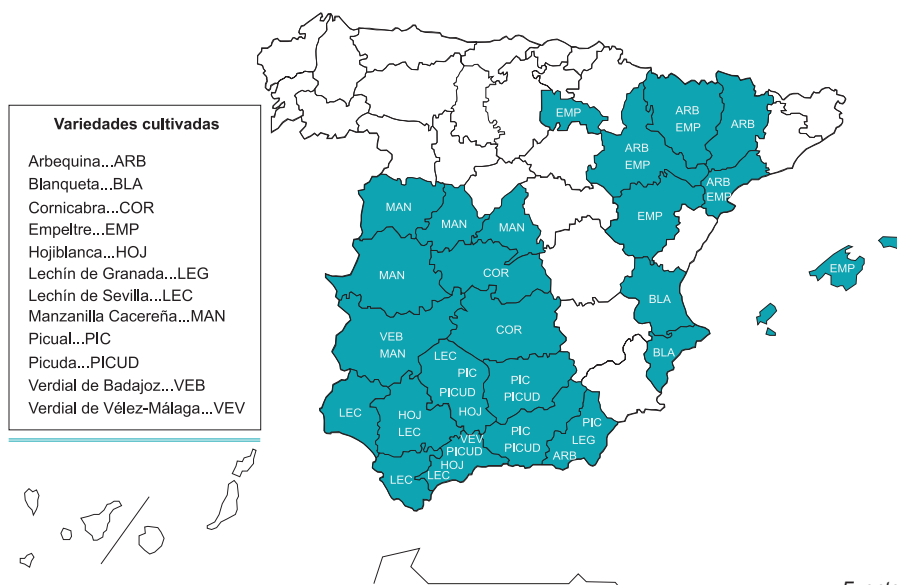 Variedades cultivadas
Arbequina...ARB
Blanqueta...BLA
Cornicabra...COR
Empeltre...EMP
Hojiblanca...HOJ
Lechín de Granada...LEG
Lechín de Sevilla...LEC
Manzanilla Cacereña...MAN
Picual...PIC
Picuda...PICUD
Verdial de Badajoz...VEB
Verdial de Vélez-Málaga...VEV
EMP
ARB
EMP
ARB
ARB
EMP
ARB
EMP
EMP
MAN
MAN
MAN
MAN
COR
EMP
BLA
VEB
MAN
COR
BLA
LEC
PIC
PICUD
HOJ
PIC
PICUD
LEC
HOJ
LEC
PIC
LEG
ARB
PIC
PICUD
VEV
PICUD
HOJ
LEC
LEC